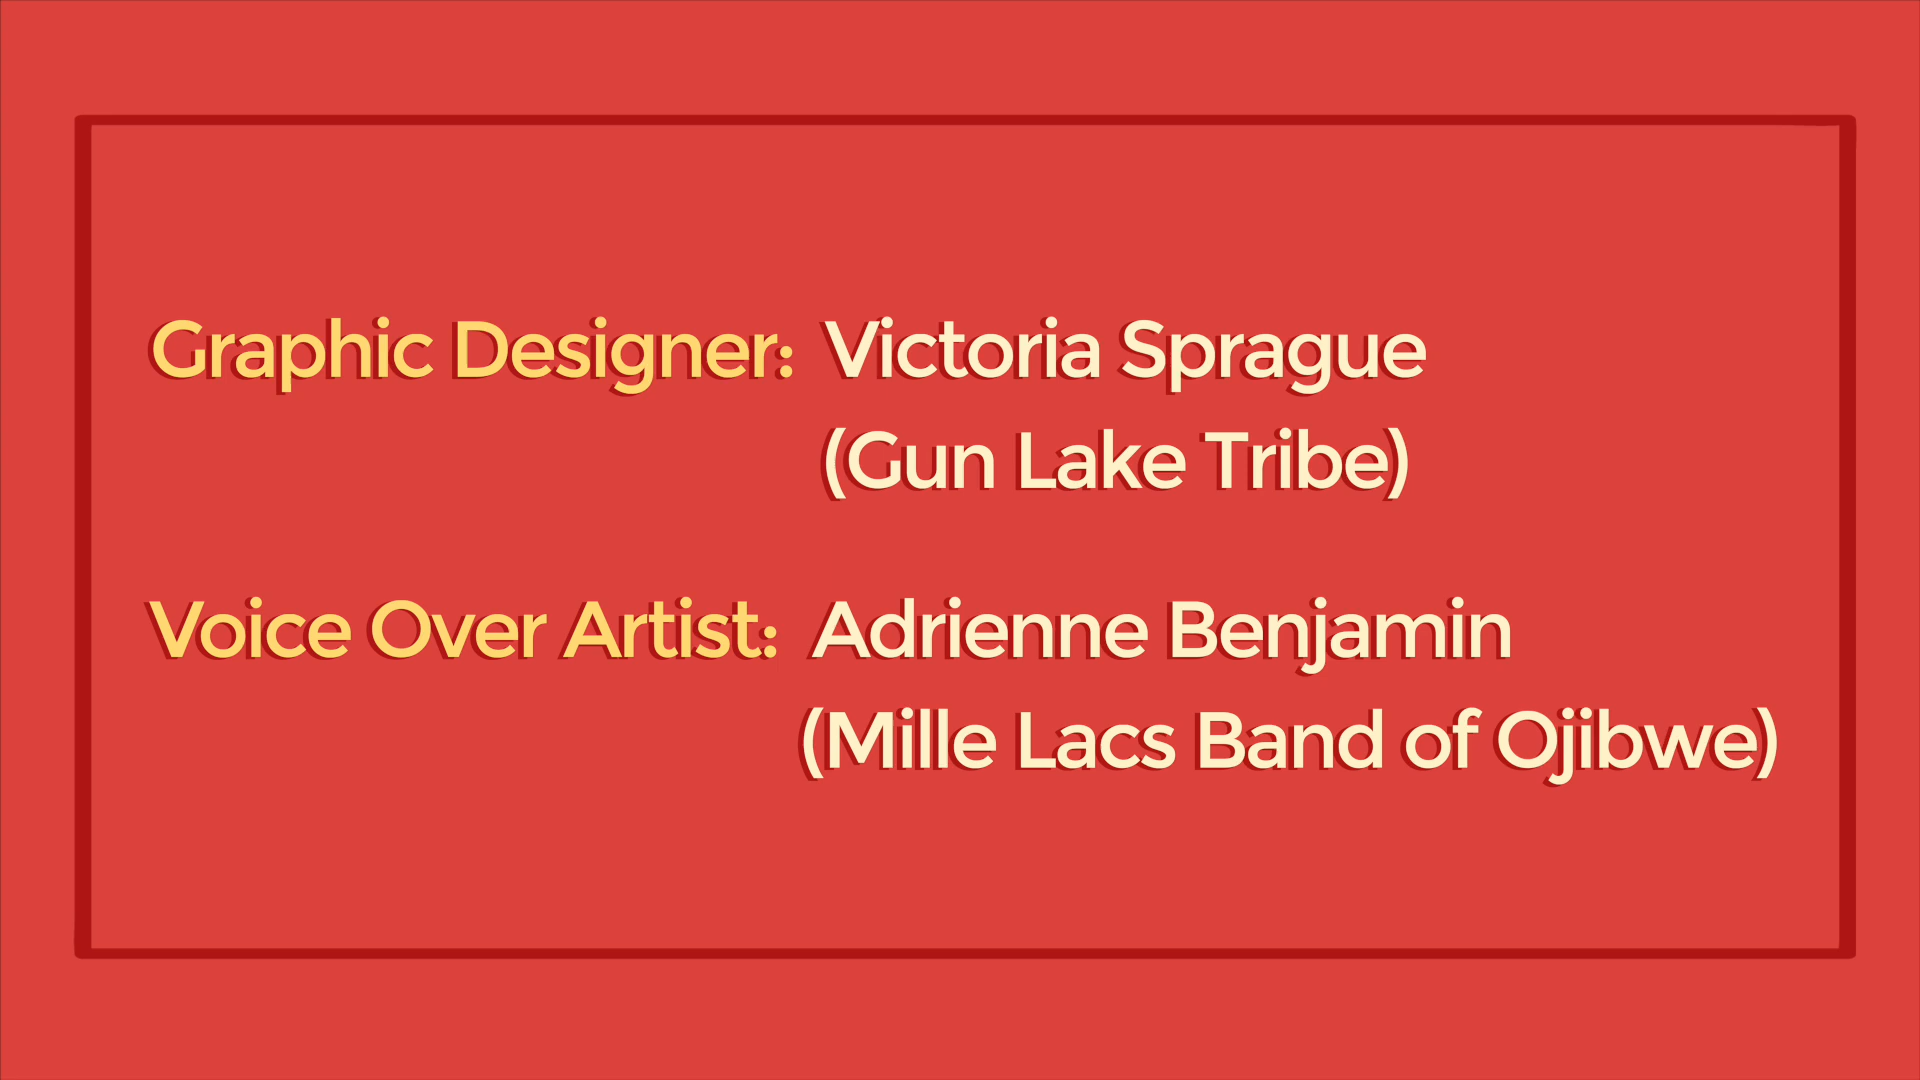 Graphic Designer: Victoria Sprague
(Gun Lake Tribe)
Voice Over Artist: Adrienne Benjamin
(Mille Lacs Band of Ojibwe)